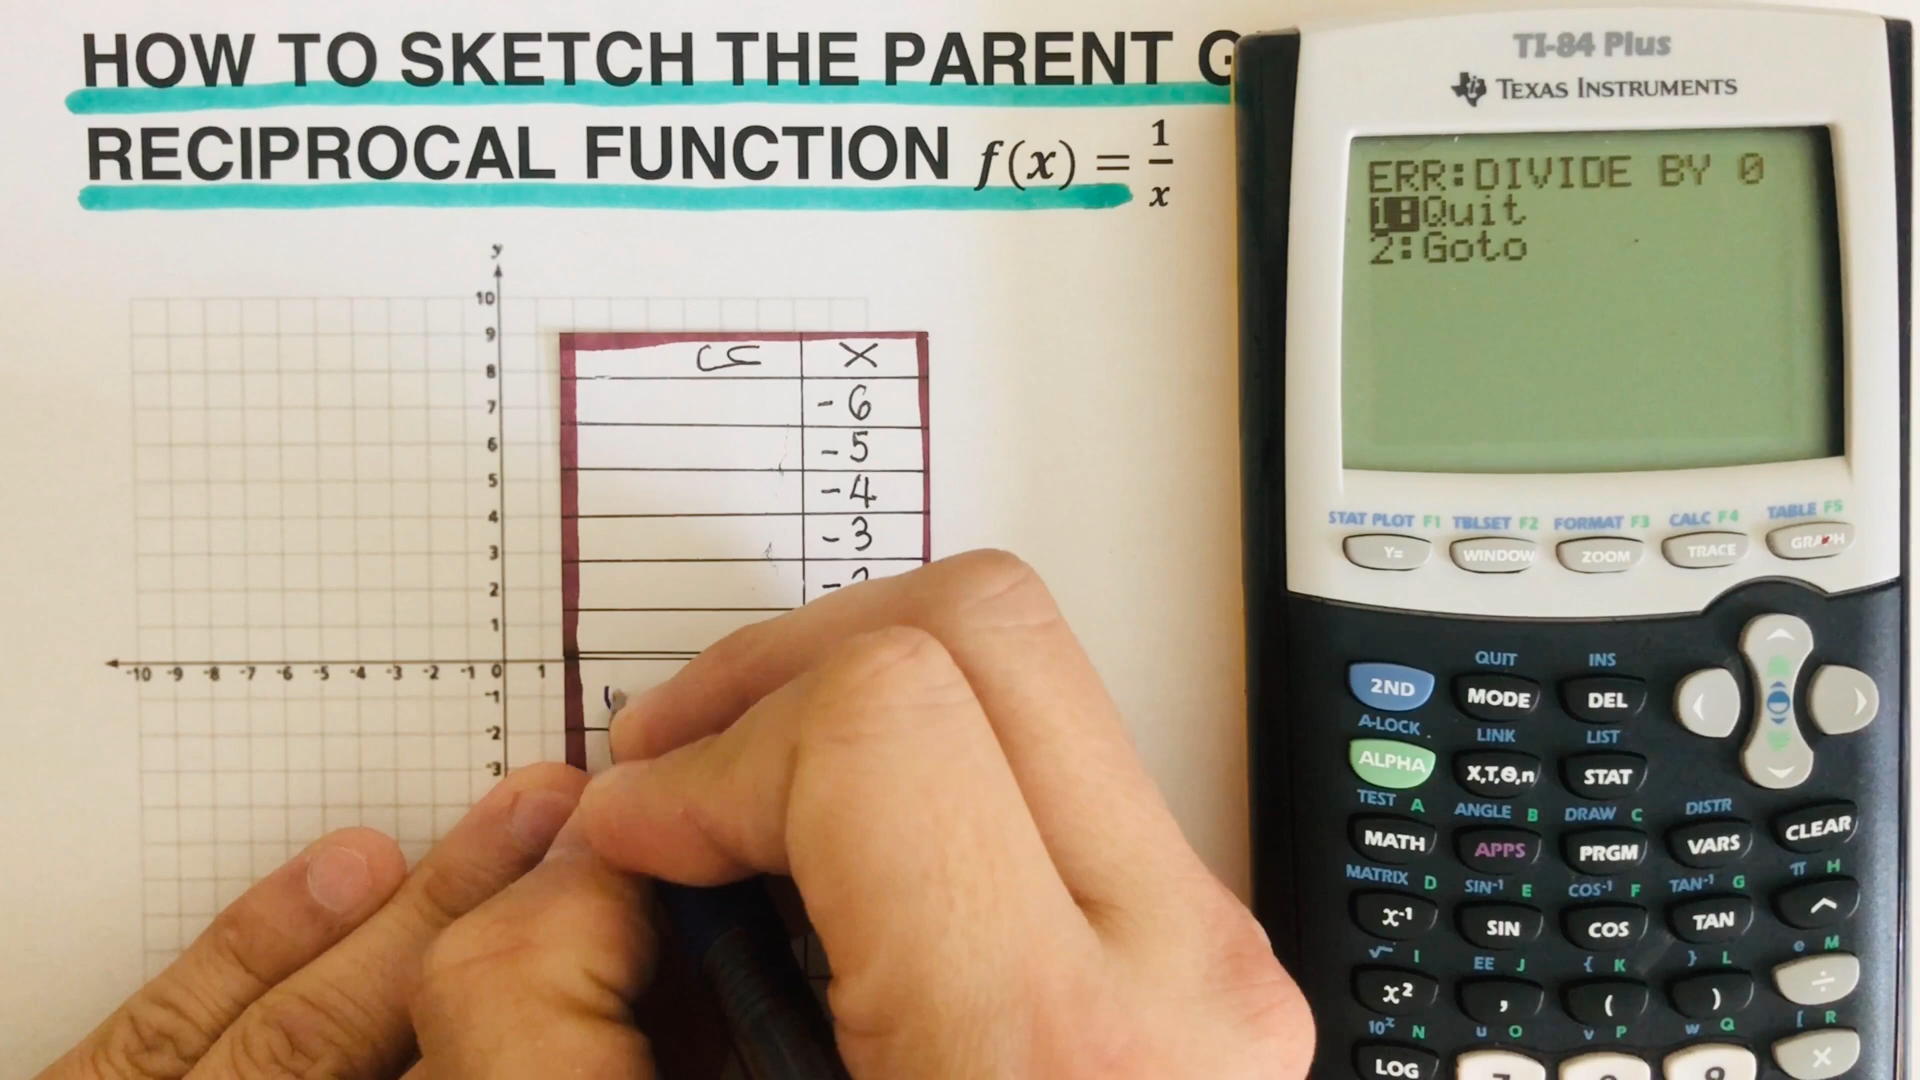 HOW TO SKETCH THE PARENT
RECIPROCAL FUNCTION f(x) = 1/x
y
10
9
8
7
6
5
4
3
2
1
-10 -9 -8 -7 -6 -5 -4 -3 -2 -1 0 1
-1
-2
-3
y x
-6
-5
-4
-3
TI-84 Plus
TEXAS INSTRUMENTS
ERR:DIVIDE BY 0
1:Quit
2:Goto
STAT PLOT F1 TBLSET F2 FORMAT F3 CALC F4 TABLE F5
Y= WINDOW ZOOM TRACE GRAPH
QUIT INS
2ND MODE DEL
A-LOCK LINK LIST
ALPHA X,T,Θ,n STAT
TEST A ANGLE B DRAW C DISTR
MATH APPS PRGM VARS CLEAR
MATRIX D SIN⁻¹ E COS⁻¹ F TAN⁻¹ G π H
x⁻¹ SIN COS TAN ^
√ I EE J { K } L e M
x² , ( ) ÷
10ˣ N u O v P w Q [ R
LOG ×